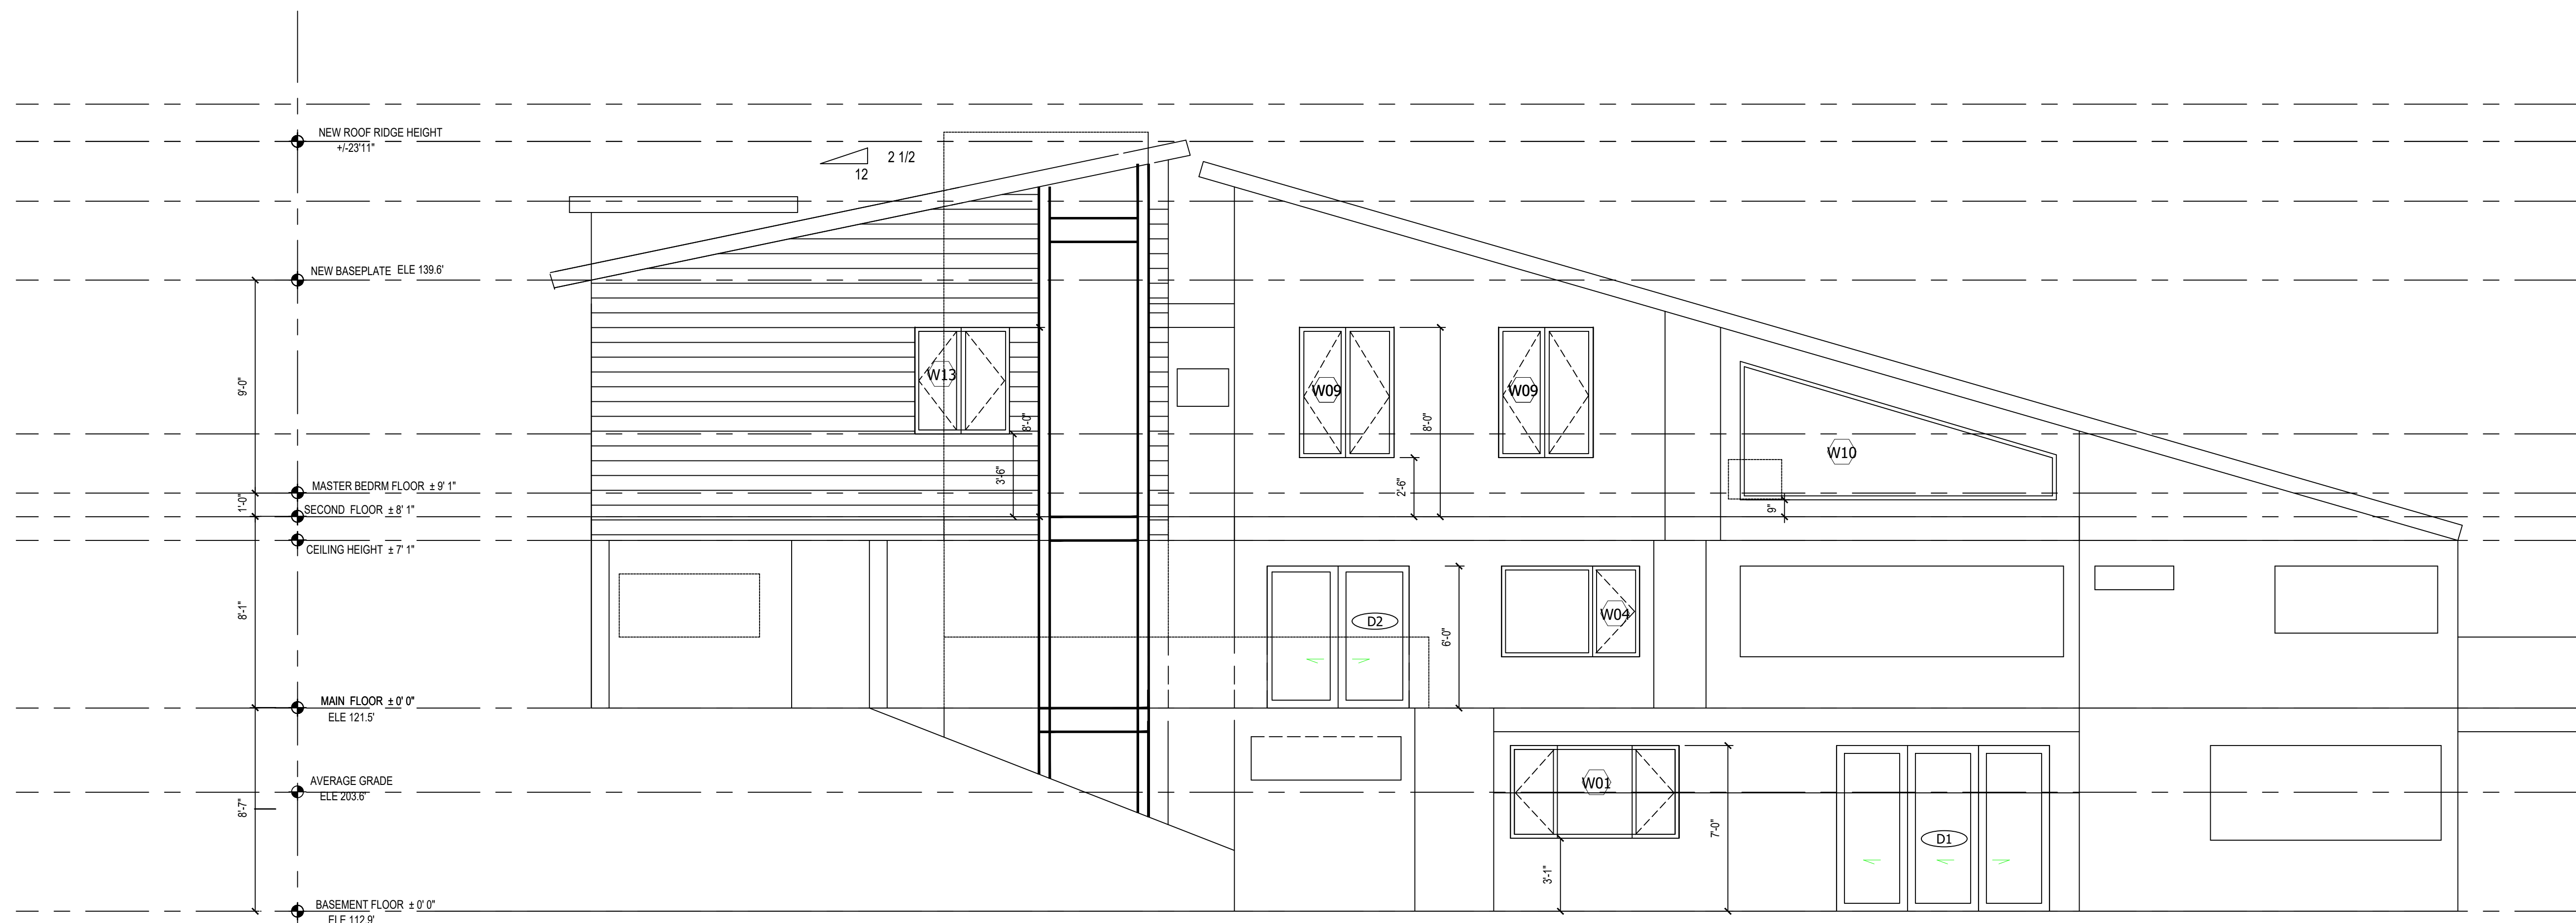 NEW ROOF RIDGE HEIGHT
+/-23'11"
2 1/2
12
NEW BASEPLATE ELE 139.6'
9'-0"
W13
W09
W09
8'-0"
8'-0"
W10
3'-6"
2'-6"
9"
MASTER BEDRM FLOOR ± 9' 1"
1'-0"
SECOND FLOOR ± 8' 1"
CEILING HEIGHT ± 7' 1"
8'-1"
D2
W04
6'-0"
MAIN FLOOR ± 0' 0"
ELE 121.5'
AVERAGE GRADE
ELE 203.6'
8'-7"
W01
7'-0"
D1
3'-1"
BASEMENT FLOOR ± 0' 0"
ELE 112.9'